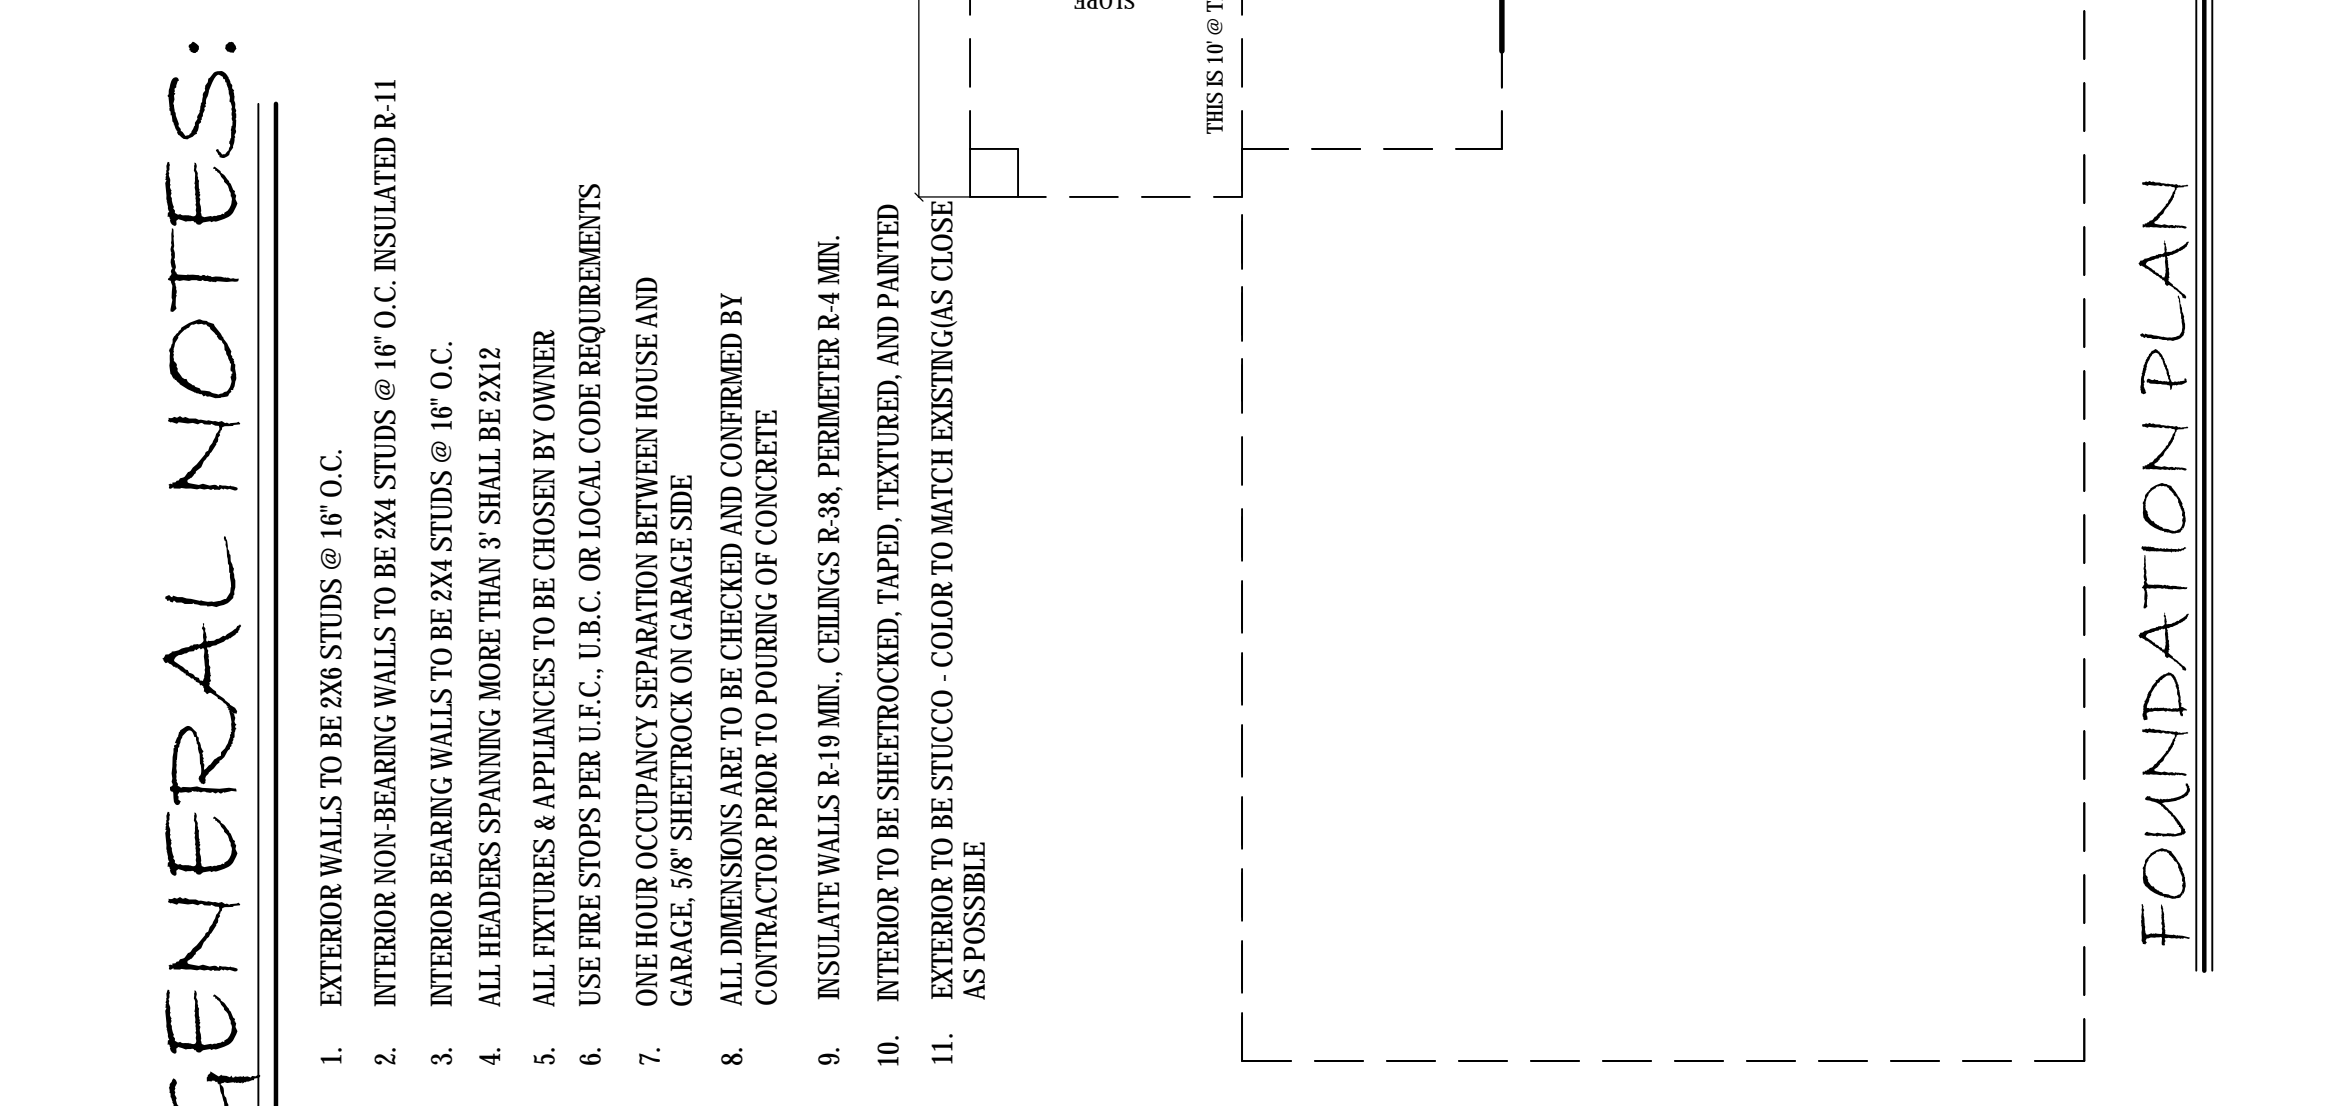 GENERAL NOTES:
1. EXTERIOR WALLS TO BE 2X6 STUDS @ 16" O.C.
2. INTERIOR NON-BEARING WALLS TO BE 2X4 STUDS @ 16" O.C. INSULATED R-11
3. INTERIOR BEARING WALLS TO BE 2X4 STUDS @ 16" O.C.
4. ALL HEADERS SPANNING MORE THAN 3' SHALL BE 2X12
5. ALL FIXTURES & APPLIANCES TO BE CHOSEN BY OWNER
6. USE FIRE STOPS PER U.F.C., U.B.C. OR LOCAL CODE REQUIREMENTS
7. ONE HOUR OCCUPANCY SEPARATION BETWEEN HOUSE AND
GARAGE, 5/8" SHEETROCK ON GARAGE SIDE
8. ALL DIMENSIONS ARE TO BE CHECKED AND CONFIRMED BY
CONTRACTOR PRIOR TO POURING OF CONCRETE
9. INSULATE WALLS R-19 MIN., CEILINGS R-38, PERIMETER R-4 MIN.
10. INTERIOR TO BE SHEETROCKED, TAPED, TEXTURED, AND PAINTED
11. EXTERIOR TO BE STUCCO - COLOR TO MATCH EXISTING(AS CLOSE
AS POSSIBLE
SLOPE
THIS IS 10' @
FOUNDATION PLAN